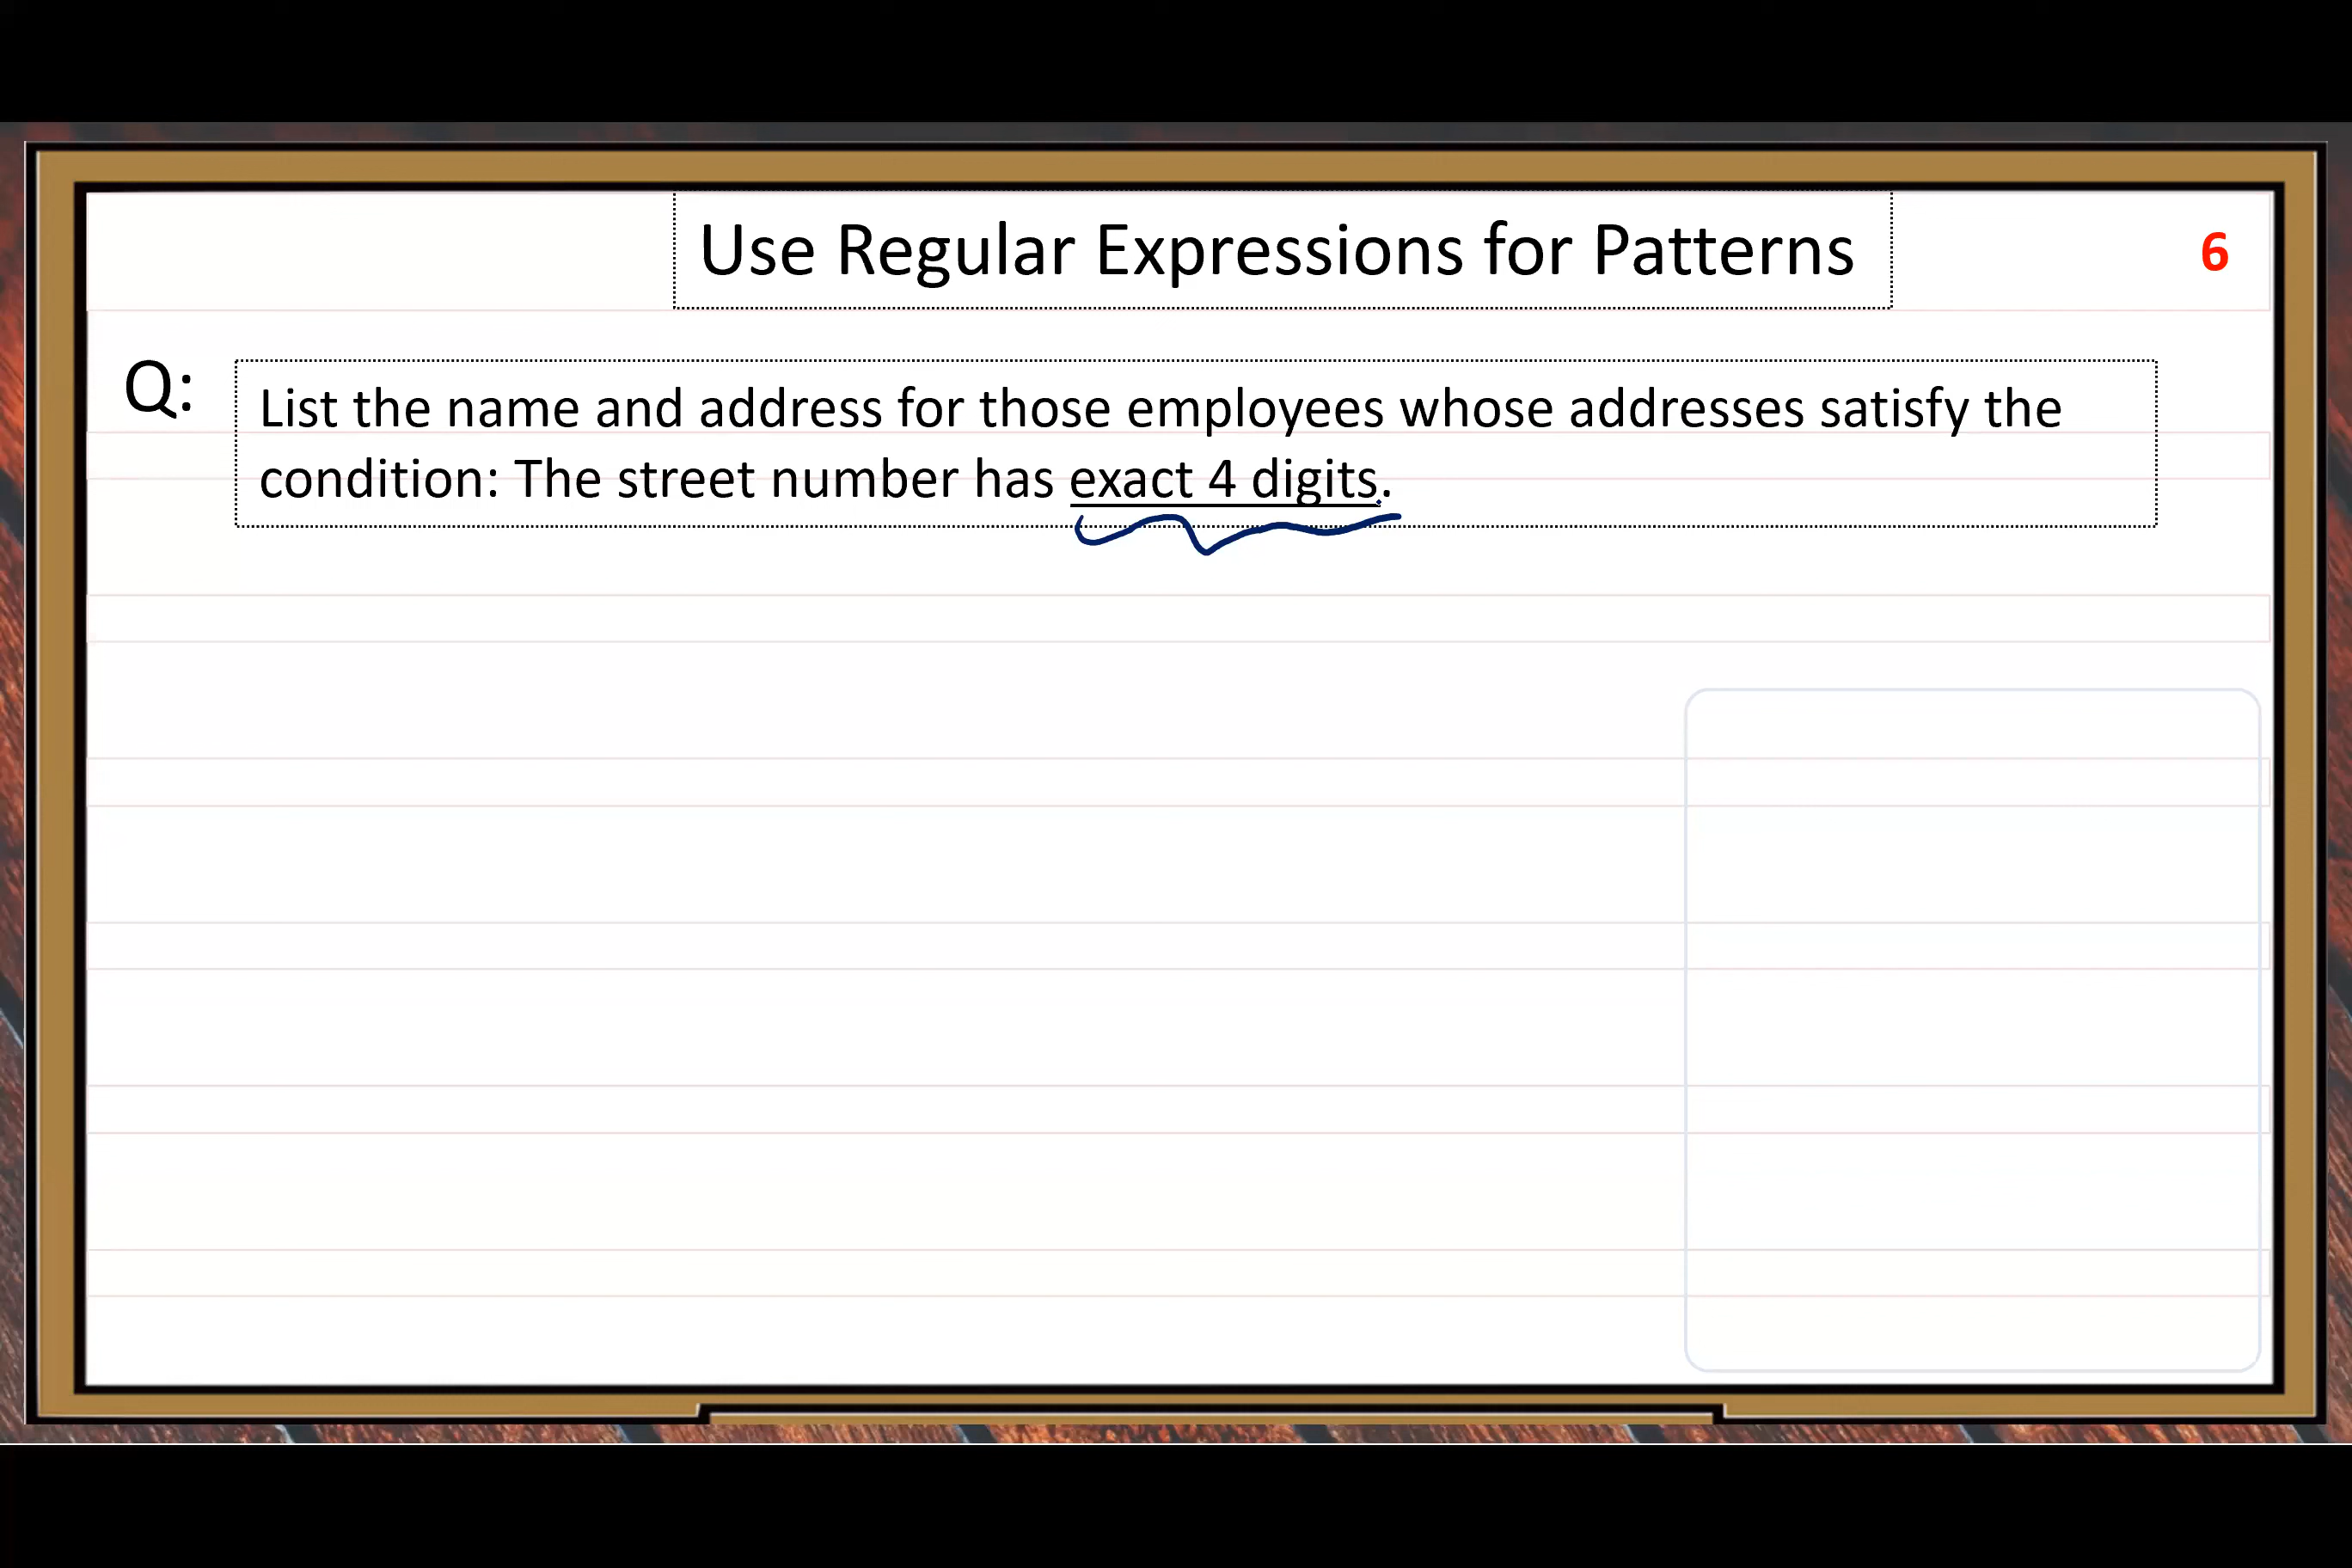 Use Regular Expressions for Patterns
6
Q:
List the name and address for those employees whose addresses satisfy the
condition: The street number has exact 4 digits.